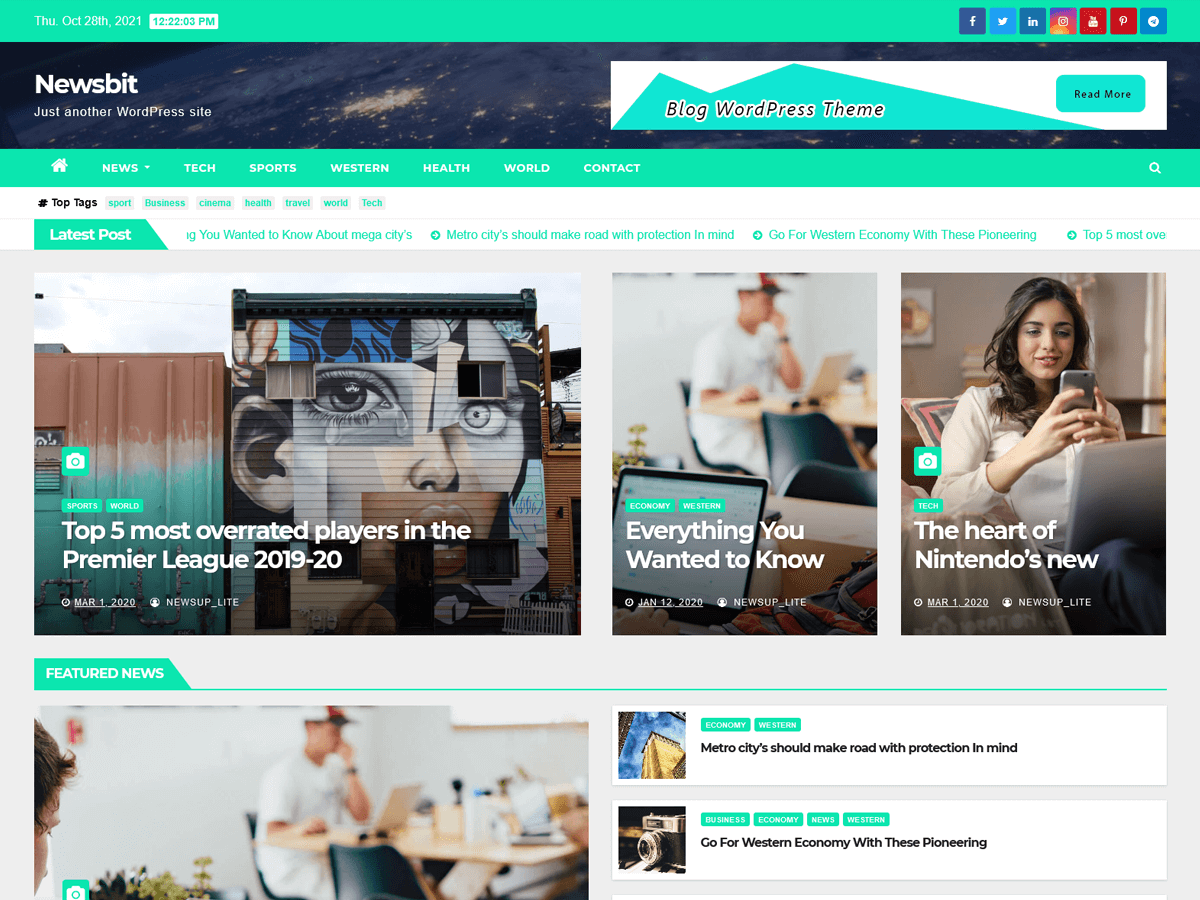 Thu. Oct 28th, 2021 12:22:03 PM
Newsbit
Just another WordPress site
Blog WordPress Theme
Read More
NEWS TECH SPORTS WESTERN HEALTH WORLD CONTACT
# Top Tags sport Business cinema health travel world Tech
Latest Post g You Wanted to Know About mega city's Metro city's should make road with protection In mind Go For Western Economy With These Pioneering Top 5 most ove
SPORTS WORLD
Top 5 most overrated players in the
Premier League 2019-20
MAR 1, 2020 NEWSUP_LITE
ECONOMY WESTERN
Everything You
Wanted to Know
JAN 12, 2020 NEWSUP_LITE
TECH
The heart of
Nintendo’s new
MAR 1, 2020 NEWSUP_LITE
FEATURED NEWS
ECONOMY WESTERN
Metro city’s should make road with protection In mind
BUSINESS ECONOMY NEWS WESTERN
Go For Western Economy With These Pioneering